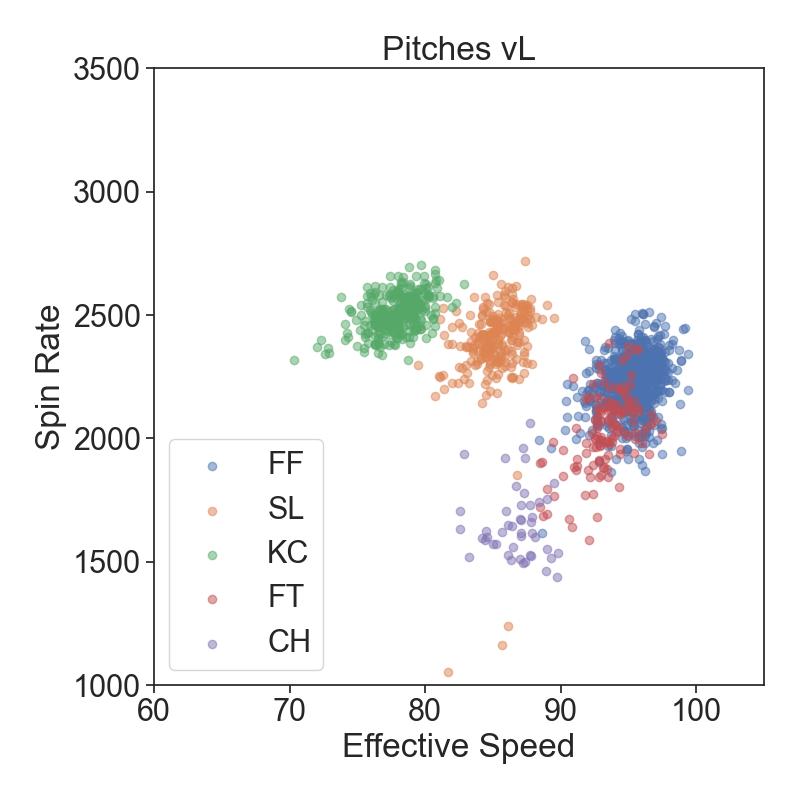 Pitches vL
3500
3000
2500
2000
1500
1000
Spin Rate
FF
SL
KC
FT
CH
60 70 80 90 100
Effective Speed